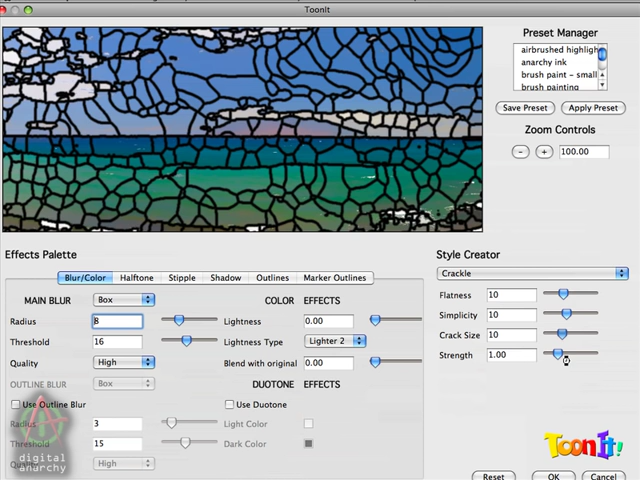 ToonIt
Preset Manager
airbrushed highligh
anarchy ink
brush paint - small
brush painting
Save Preset Apply Preset
Zoom Controls
- + 100.00
Effects Palette
Blur/Color Halftone Stipple Shadow Outlines Marker Outlines
MAIN BLUR Box
Radius 8
Threshold 16
Quality High
OUTLINE BLUR Box
Use Outline Blur
Radius 3
Threshold 15
Quality High
COLOR EFFECTS
Lightness 0.00
Lightness Type Lighter 2
Blend with original 0.00
DUOTONE EFFECTS
Use Duotone
Light Color
Dark Color
Style Creator
Crackle
Flatness 10
Simplicity 10
Crack Size 10
Strength 1.00
digital
anarchy
ToonIt!
Reset OK Cancel